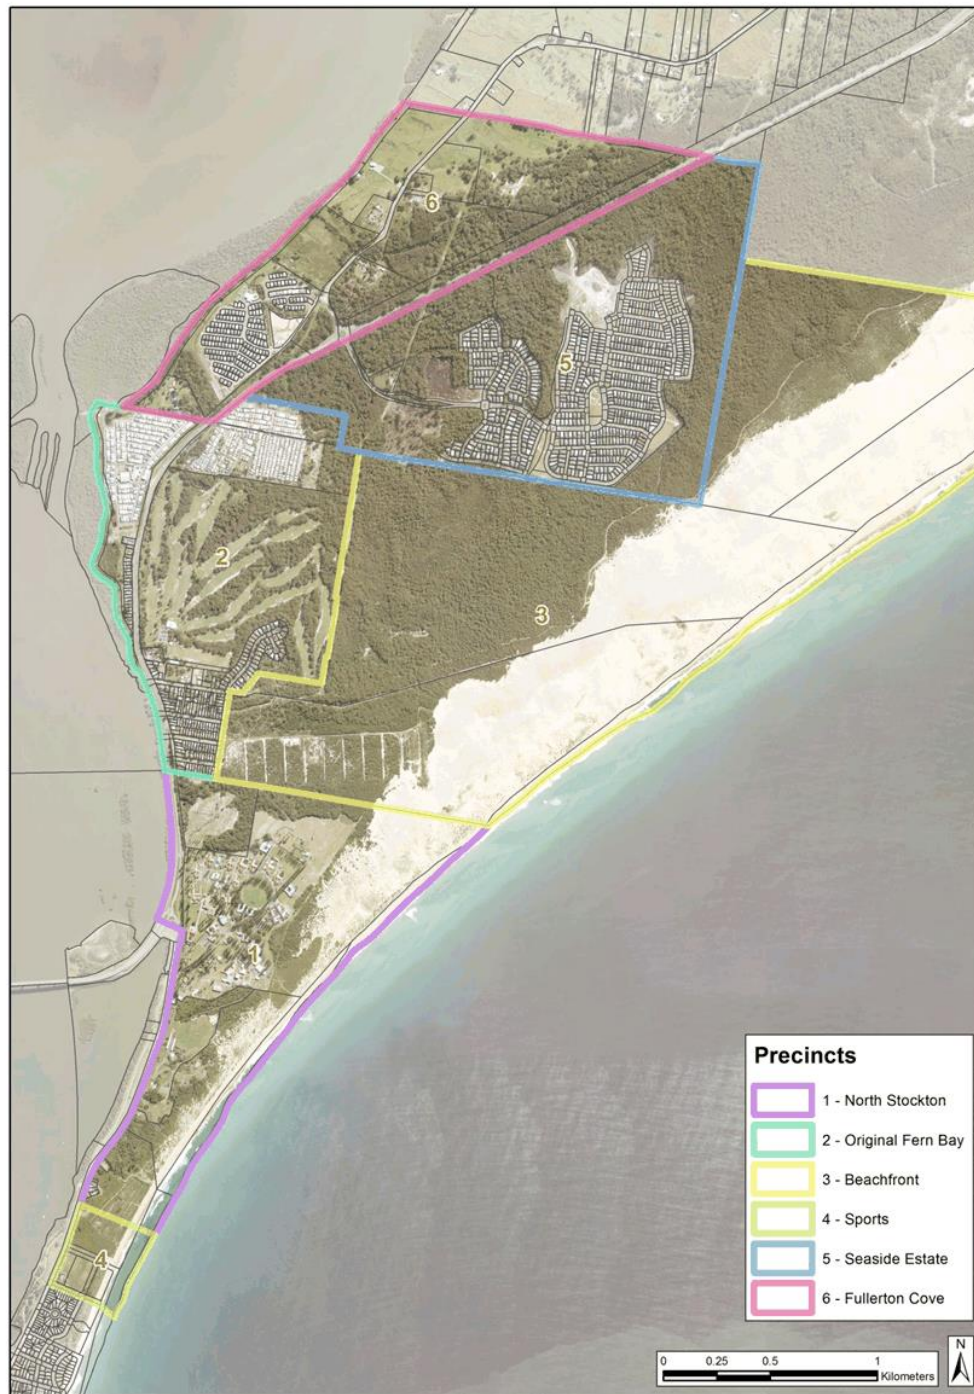 6
5
2
3
1
4
Precincts
1 - North Stockton
2 - Original Fern Bay
3 - Beachfront
4 - Sports
5 - Seaside Estate
6 - Fullerton Cove
0 0.25 0.5 1
Kilometers
N